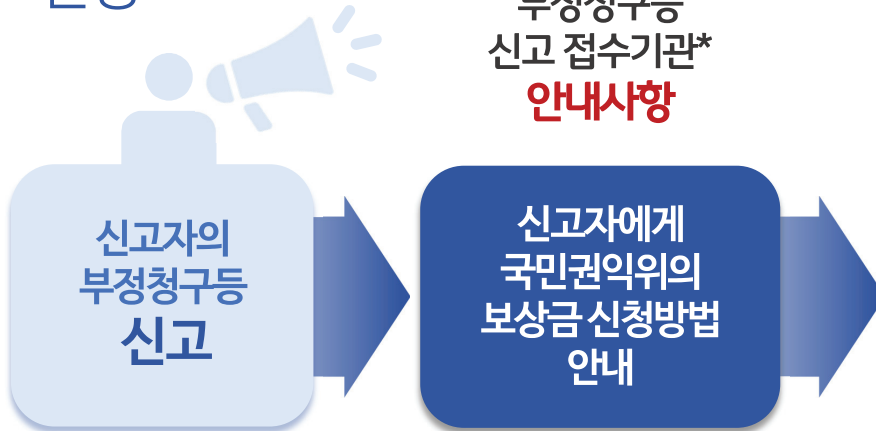 부정청구등
신고 접수기관*
안내사항
신고자의
부정청구등
신고
신고자에게
국민권익위의
보상금 신청방법
안내